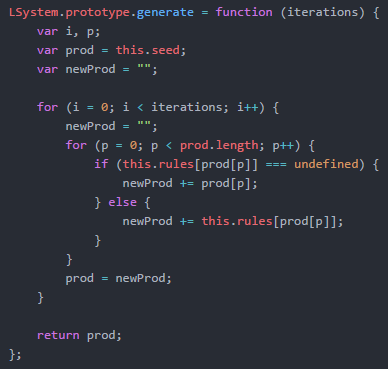 LSystem.prototype.generate = function (iterations) {
    var i, p;
    var prod = this.seed;
    var newProd = "";

    for (i = 0; i < iterations; i++) {
        newProd = "";
        for (p = 0; p < prod.length; p++) {
            if (this.rules[prod[p]] === undefined) {
                newProd += prod[p];
            } else {
                newProd += this.rules[prod[p]];
            }
        }
        prod = newProd;
    }

    return prod;
};